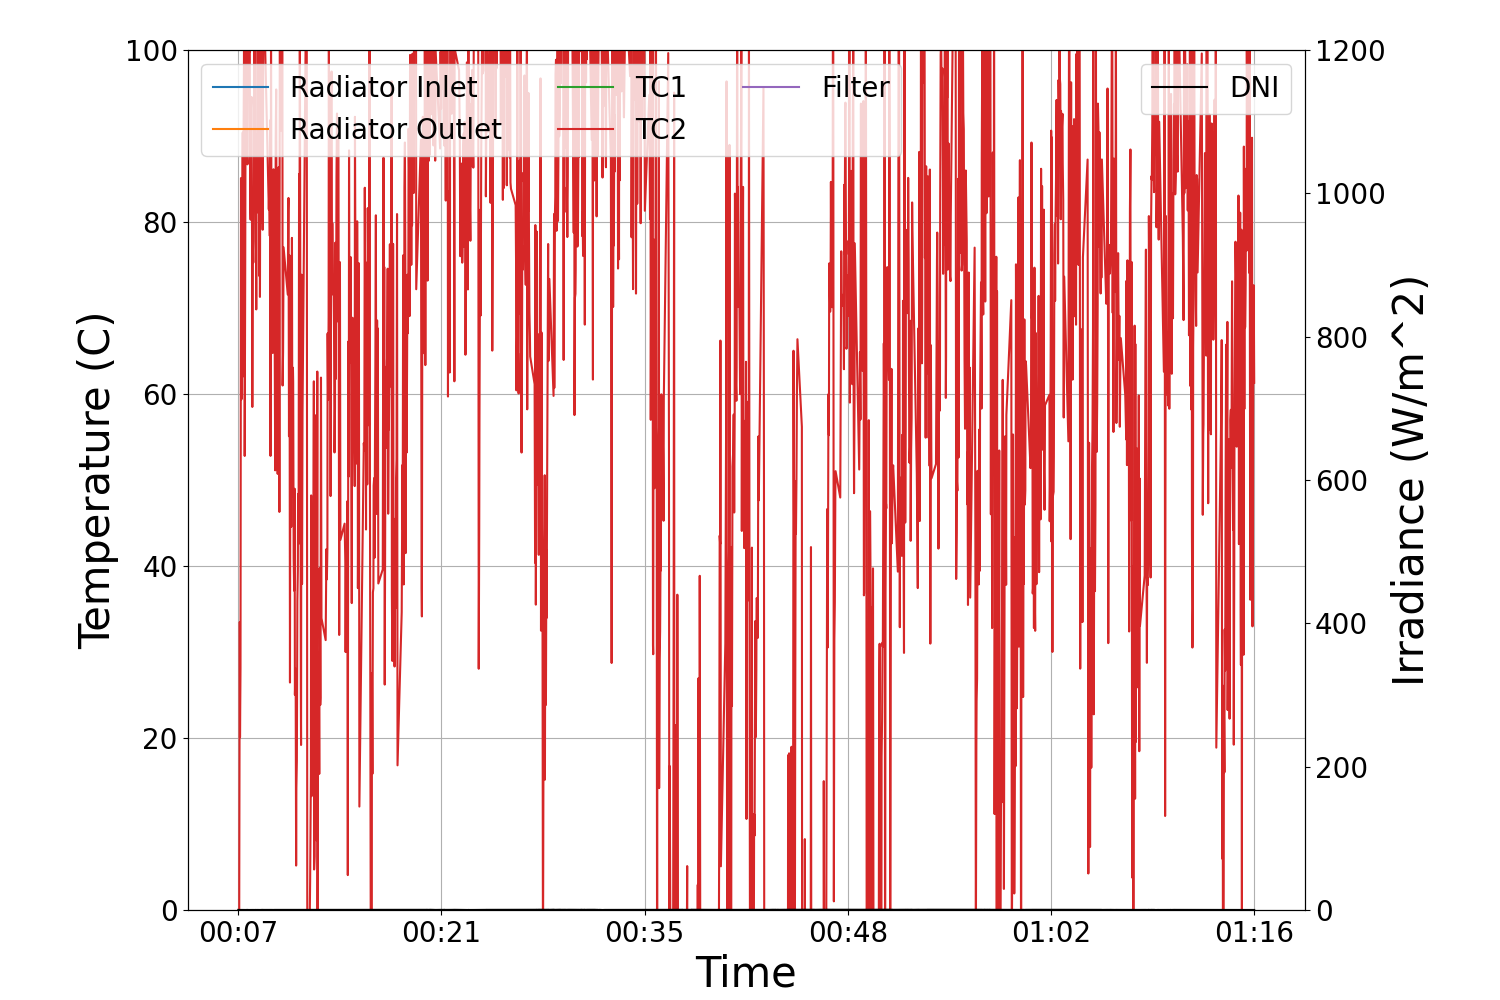 100
80
60
40
20
0
Temperature (C)
Radiator Inlet
Radiator Outlet
TC1
TC2
Filter
DNI
1200
1000
800
600
400
200
0
Irradiance (W/m^2)
00:07 00:21 00:35 00:48 01:02 01:16
Time